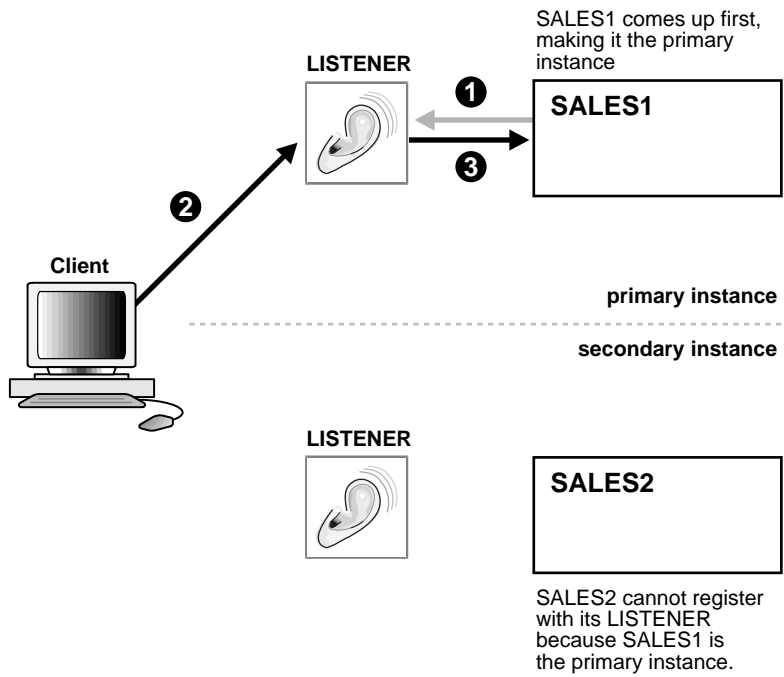 SALES1 comes up first,
making it the primary
instance
LISTENER
1
SALES1
3
2
Client
primary instance
secondary instance
LISTENER
SALES2
SALES2 cannot register
with its LISTENER
because SALES1 is
the primary instance.